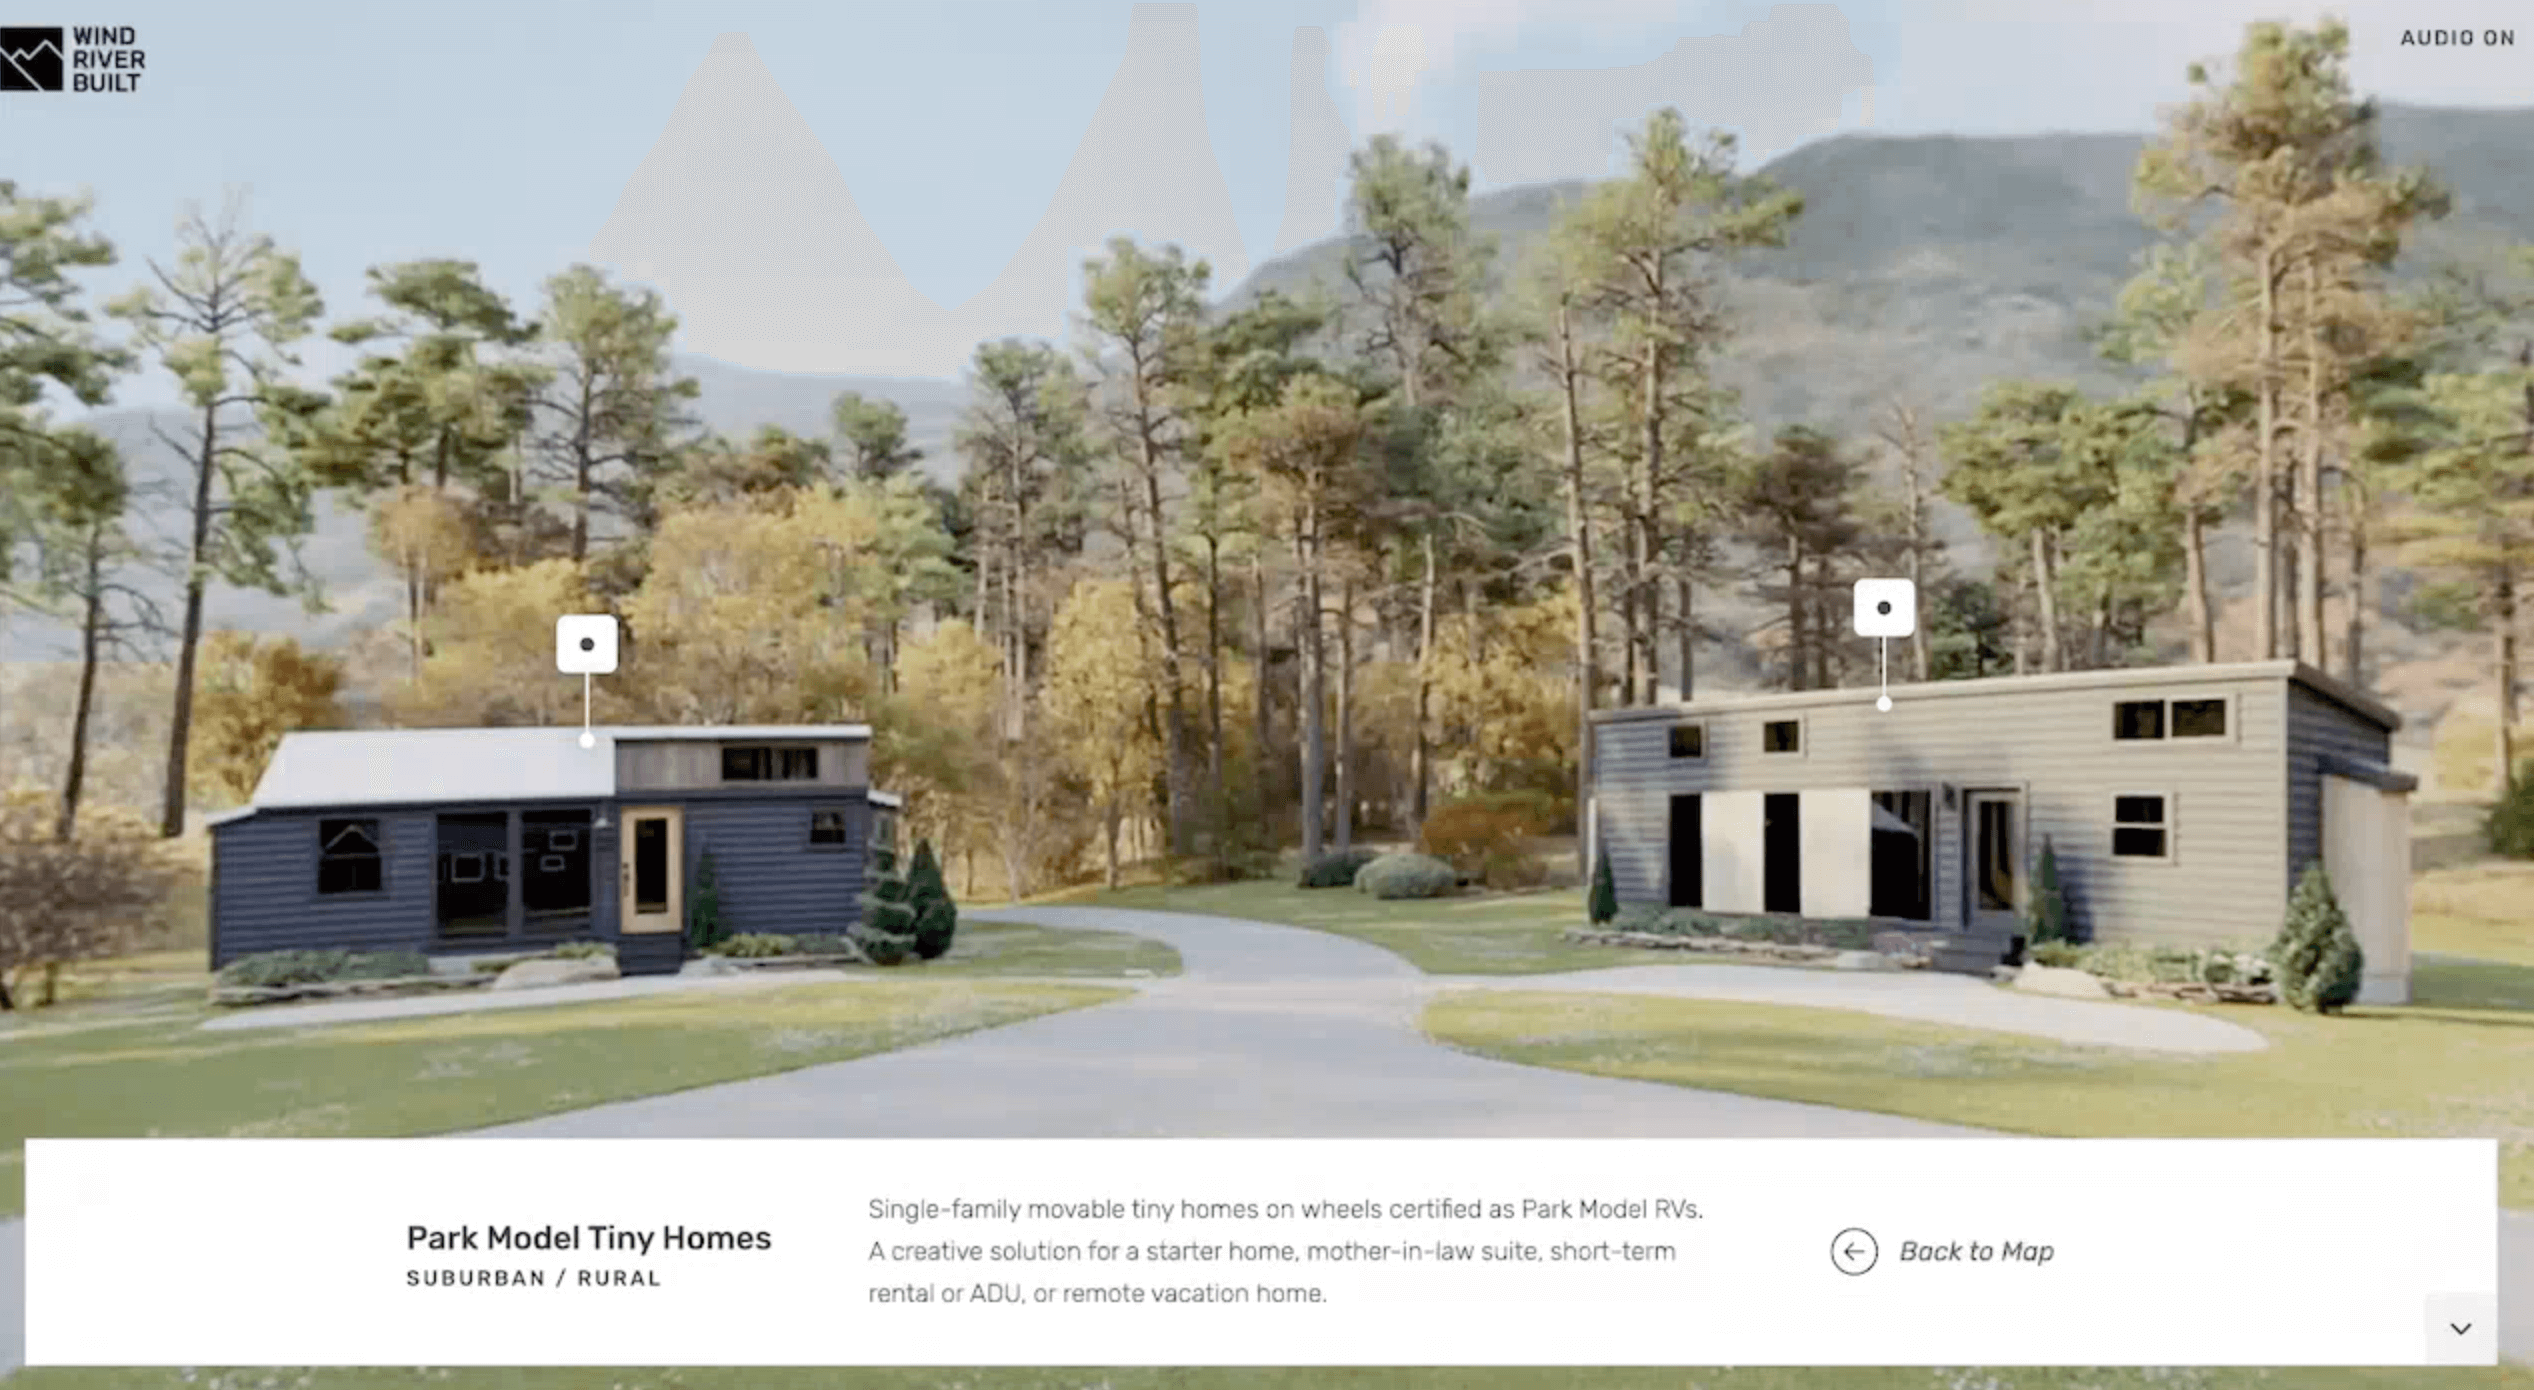 WIND
RIVER
BUILT
AUDIO ON
Park Model Tiny Homes
SUBURBAN / RURAL
Single-family movable tiny homes on wheels certified as Park Model RVs.
A creative solution for a starter home, mother-in-law suite, short-term
rental or ADU, or remote vacation home.
Back to Map